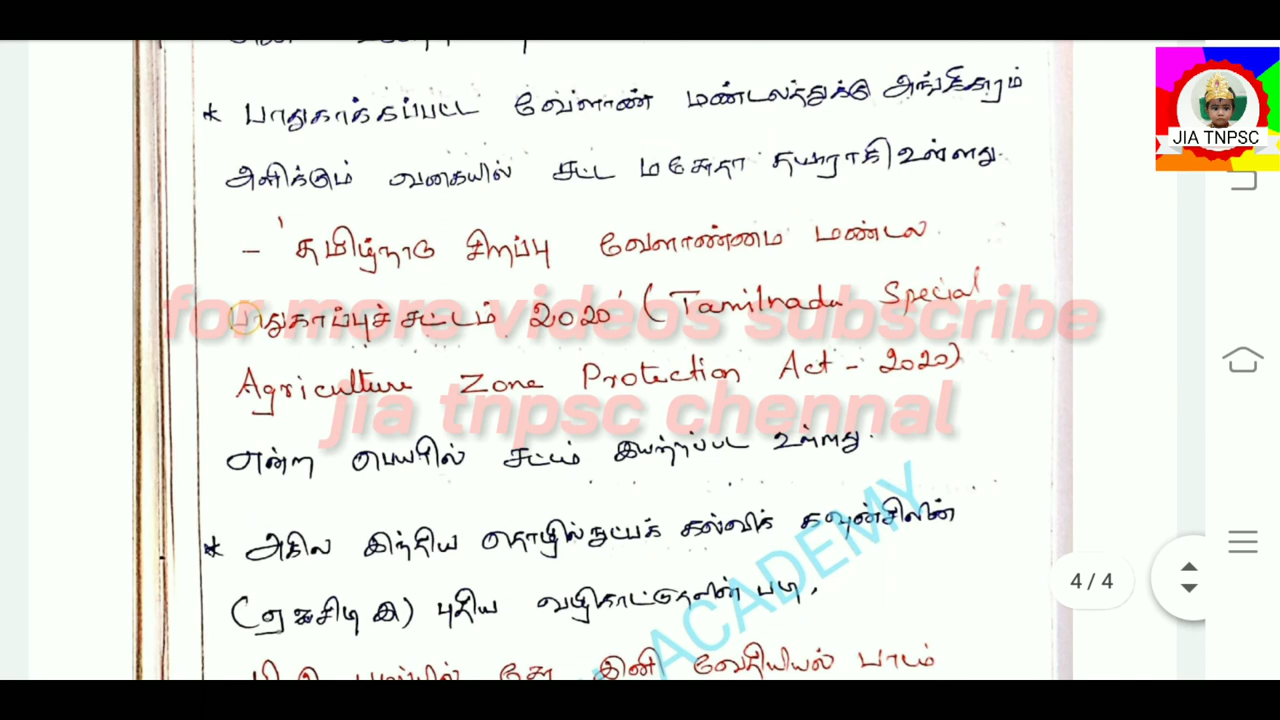 * பாதுகாக்கப்பட்ட வேளாண் மண்டலத்துக்கு அங்கீகாரம்
அளிக்கும் வகையில் சட்ட மசோதா தயாராகி உள்ளது.
- 'தமிழ்நாடு சிறப்பு வேளாண்மை மண்டல
பாதுகாப்புச் சட்டம் 2020' (Tamilnadu Special
Agriculture Zone Protection Act - 2020)
என்ற பெயரில் சட்டம் இயற்றப்பட உள்ளது.
* அகில இந்திய தொழில்நுட்பக் கல்விக் கவுன்சிலின்
(ஏஐசிடிஇ) புதிய வழிகாட்டுதலின் படி,
இனி வேதியியல் பாடம்
for more videos subscribe
jia tnpsc chennal
ACADEMY
JIA TNPSC
4 / 4